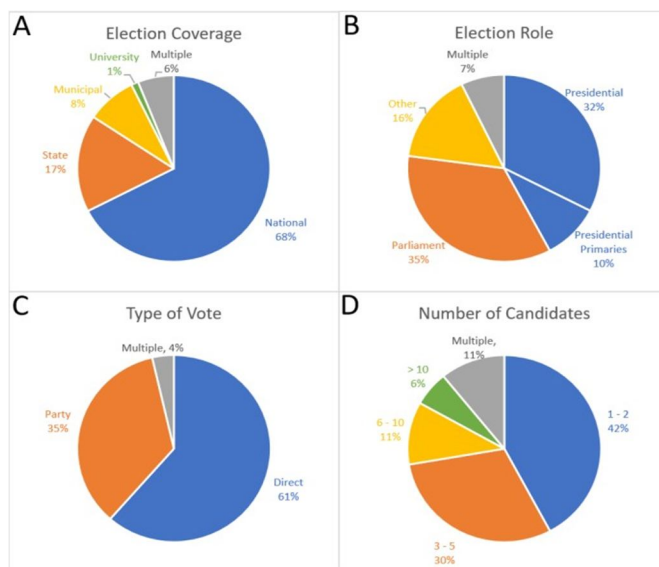 A
Election Coverage
University
1%
Multiple
6%
Municipal
8%
State
17%
National
68%
B
Election Role
Multiple
7%
Presidential
32%
Other
16%
Parliament
35%
Presidential
Primaries
10%
C
Type of Vote
Multiple, 4%
Party
35%
Direct
61%
D
Number of Candidates
Multiple,
11%
> 10
6%
6 - 10
11%
1 - 2
42%
3 - 5
30%